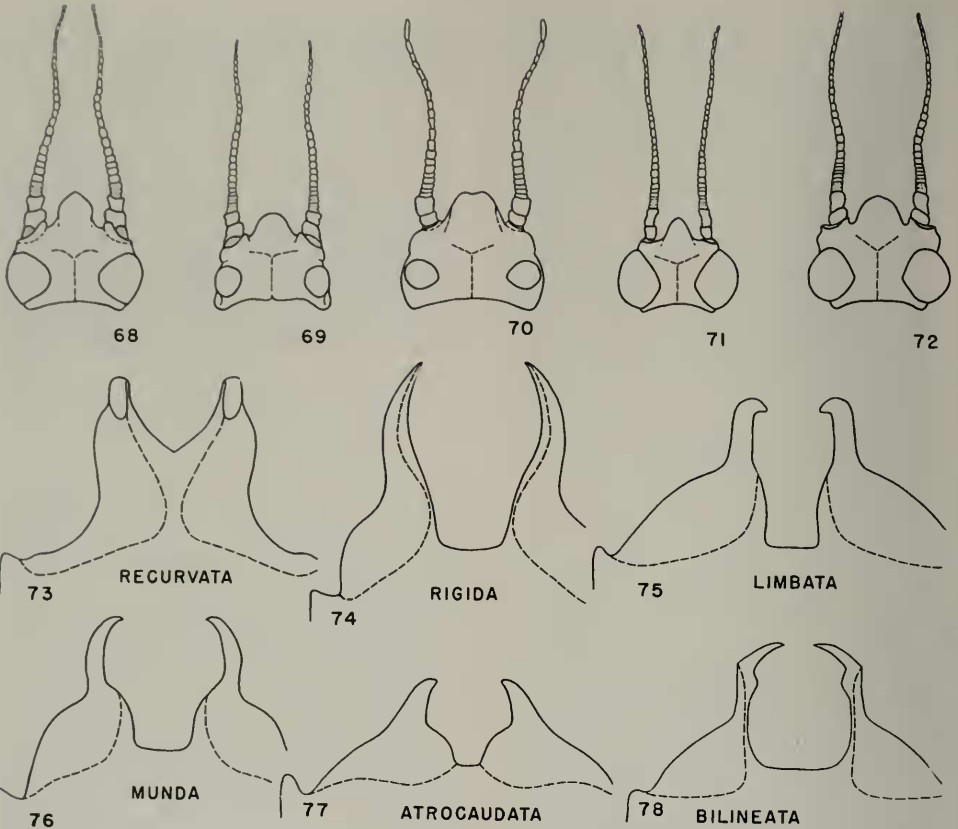 68
69
70
71
72
73
RECURVATA
74
RIGIDA
75
LIMBATA
76
MUNDA
77
ATROCAUDATA
78
BILINEATA